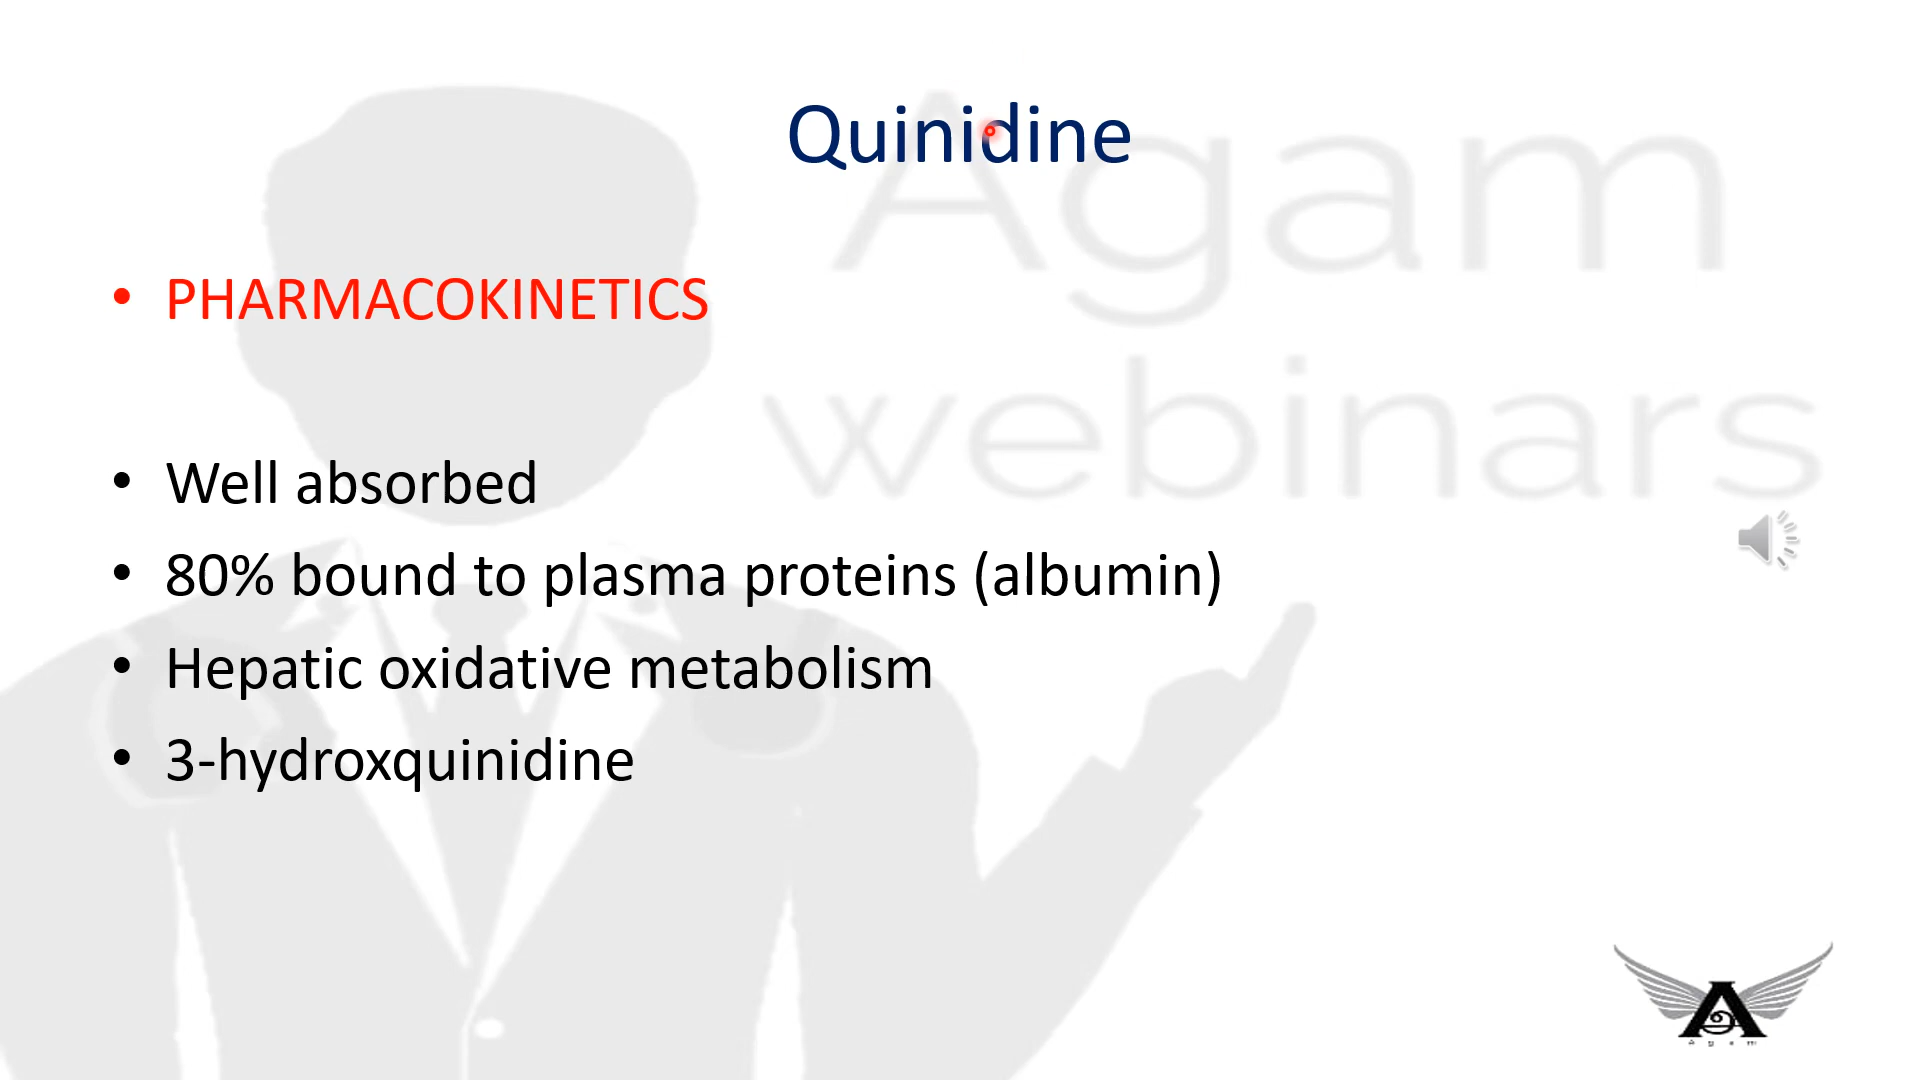 Quinidine
Agam
webinars
• PHARMACOKINETICS
• Well absorbed
• 80% bound to plasma proteins (albumin)
• Hepatic oxidative metabolism
• 3-hydroxquinidine
A g a m